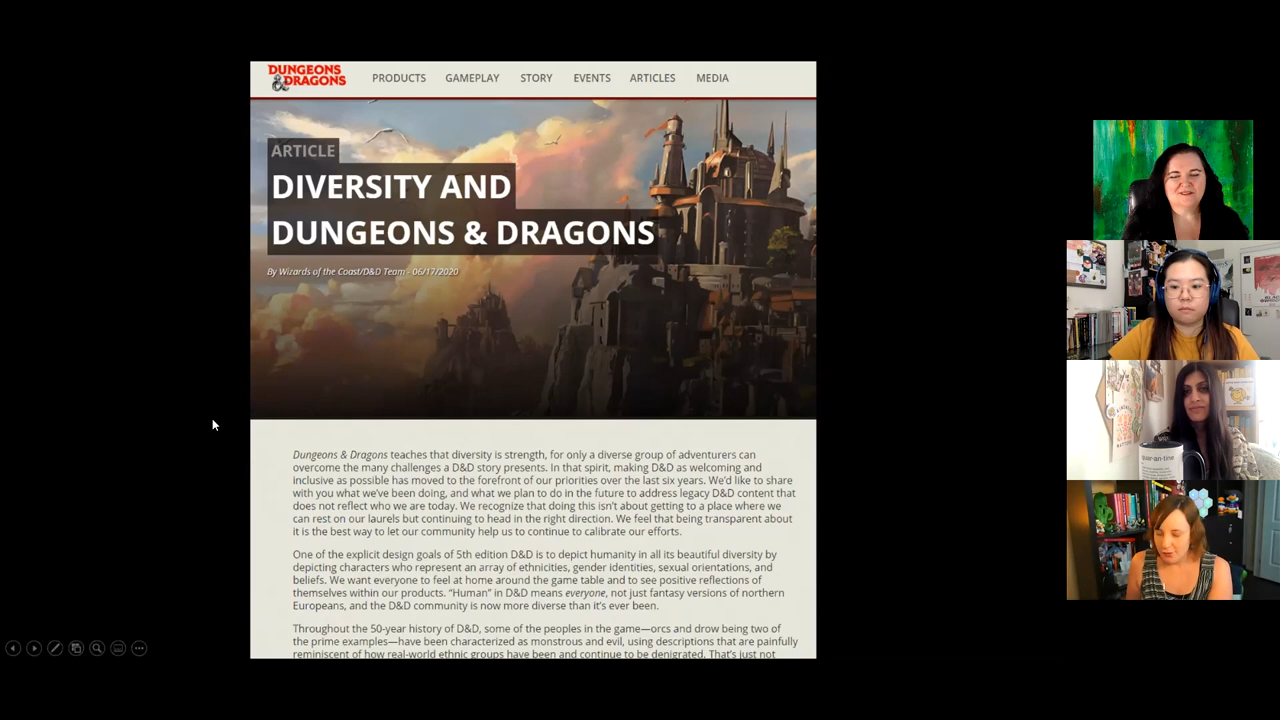 DUNGEONS
& DRAGONS
PRODUCTS GAMEPLAY STORY EVENTS ARTICLES MEDIA
ARTICLE
DIVERSITY AND
DUNGEONS & DRAGONS
By Wizards of the Coast/D&D Team - 06/17/2020
Dungeons & Dragons teaches that diversity is strength, for only a diverse group of adventurers can
overcome the many challenges a D&D story presents. In that spirit, making D&D as welcoming and
inclusive as possible has moved to the forefront of our priorities over the last six years. We'd like to share
with you what we've been doing, and what we plan to do in the future to address legacy D&D content that
does not reflect who we are today. We recognize that doing this isn't about getting to a place where we
can rest on our laurels but continuing to head in the right direction. We feel that being transparent about
it is the best way to let our community help us to continue to calibrate our efforts.
One of the explicit design goals of 5th edition D&D is to depict humanity in all its beautiful diversity by
depicting characters who represent an array of ethnicities, gender identities, sexual orientations, and
beliefs. We want everyone to feel at home around the game table and to see positive reflections of
themselves within our products. “Human” in D&D means everyone, not just fantasy versions of northern
Europeans, and the D&D community is now more diverse than it's ever been.
Throughout the 50-year history of D&D, some of the peoples in the game—orcs and drow being two of
the prime examples—have been characterized as monstrous and evil, using descriptions that are painfully
reminiscent of how real-world ethnic groups have been and continue to be denigrated. That's just not
quar·an·tine